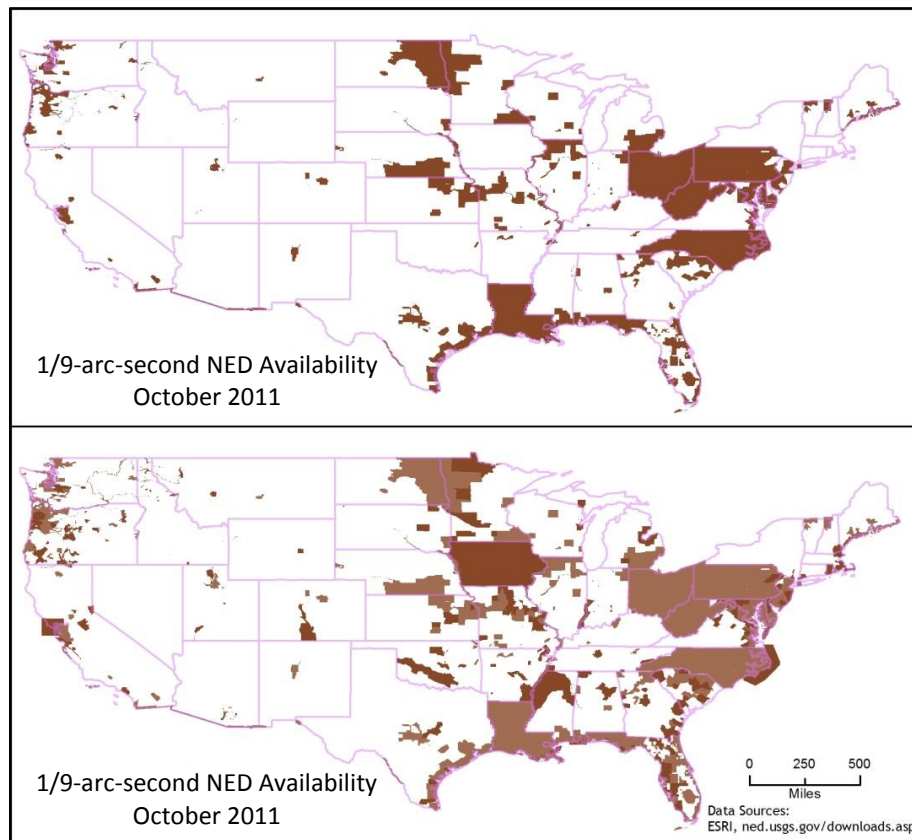 1/9-arc-second NED Availability
October 2011
1/9-arc-second NED Availability
October 2011
0 250 500
Miles
Data Sources:
ESRI, ned.usgs.gov/downloads.asp